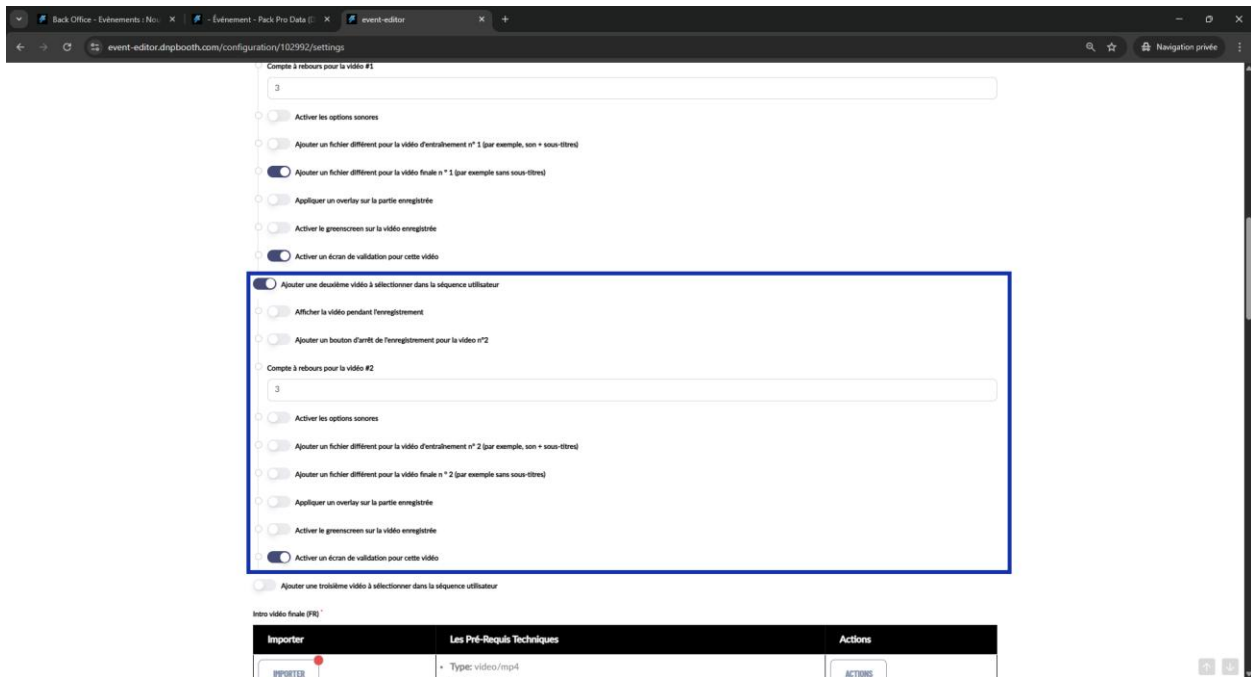 Back Office - Evènements : Nou
- Événement - Pack Pro Data (D
event-editor
event-editor.dnpbooth.com/configuration/102992/settings
Navigation privée
Compte à rebours pour la vidéo #1
3
Activer les options sonores
Ajouter un fichier différent pour la vidéo d'entraînement n° 1 (par exemple, son + sous-titres)
Ajouter un fichier différent pour la vidéo finale n ° 1 (par exemple sans sous-titres)
Appliquer un overlay sur la partie enregistrée
Activer le greenscreen sur la vidéo enregistrée
Activer un écran de validation pour cette vidéo
Ajouter une deuxième vidéo à sélectionner dans la séquence utilisateur
Afficher la vidéo pendant l'enregistrement
Ajouter un bouton d'arrêt de l'enregistrement pour la video n°2
Compte à rebours pour la vidéo #2
3
Activer les options sonores
Ajouter un fichier différent pour la vidéo d'entraînement n° 2 (par exemple, son + sous-titres)
Ajouter un fichier différent pour la vidéo finale n ° 2 (par exemple sans sous-titres)
Appliquer un overlay sur la partie enregistrée
Activer le greenscreen sur la vidéo enregistrée
Activer un écran de validation pour cette vidéo
Ajouter une troisième vidéo à sélectionner dans la séquence utilisateur
Intro vidéo finale (FR) *
Importer Les Pré-Requis Techniques Actions
IMPORTER • Type: video/mp4 ACTIONS